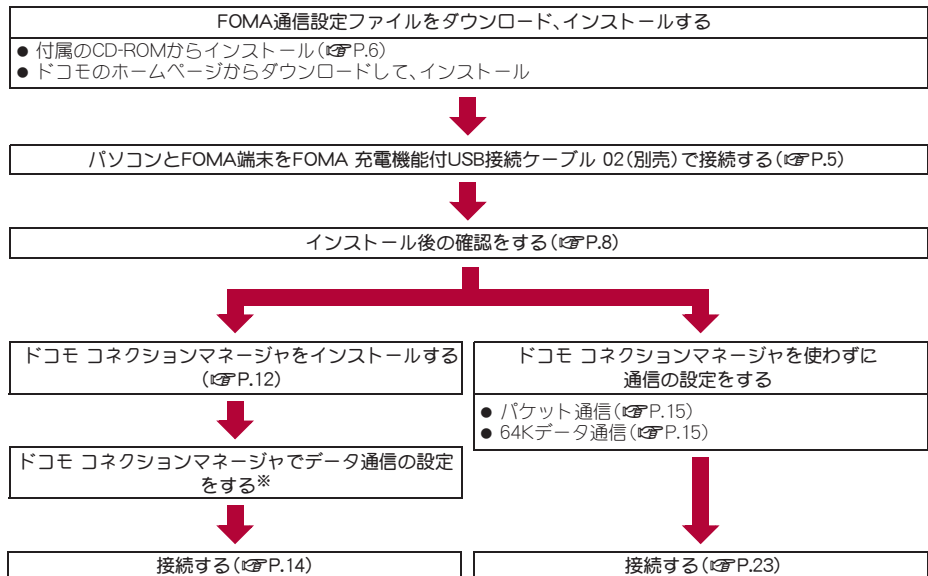 FOMA通信設定ファイルをダウンロード、インストールする
● 付属のCD-ROMからインストール(☞P.6)
● ドコモのホームページからダウンロードして、インストール
パソコンとFOMA端末をFOMA 充電機能付USB接続ケーブル 02(別売)で接続する(☞P.5)
インストール後の確認をする(☞P.8)
ドコモ コネクションマネージャをインストールする
(☞P.12)
ドコモ コネクションマネージャでデータ通信の設定
をする※
接続する(☞P.14)
ドコモ コネクションマネージャを使わずに
通信の設定をする
● パケット通信(☞P.15)
● 64Kデータ通信(☞P.15)
接続する(☞P.23)